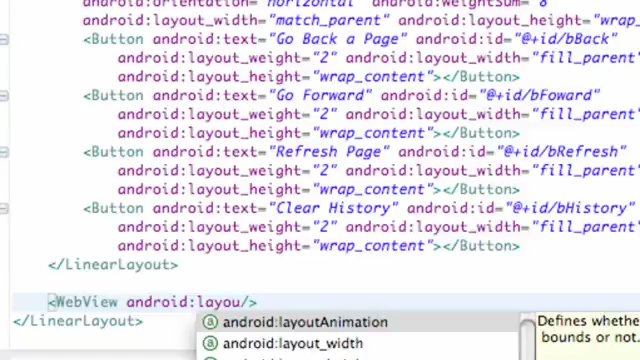 android:orientation="horizontal" android:weightSum="8"
android:layout_width="match_parent" android:layout_height="wrap_
<Button android:text="Go Back a Page" android:id="@+id/bBack"
android:layout_weight="2" android:layout_width="fill_parent"
android:layout_height="wrap_content"></Button>
<Button android:text="Go Forward" android:id="@+id/bFoward"
android:layout_weight="2" android:layout_width="fill_parent"
android:layout_height="wrap_content"></Button>
<Button android:text="Refresh Page" android:id="@+id/bRefresh"
android:layout_weight="2" android:layout_width="fill_parent"
android:layout_height="wrap_content"></Button>
<Button android:text="Clear History" android:id="@+id/bHistory"
android:layout_weight="2" android:layout_width="fill_parent"
android:layout_height="wrap_content"></Button>
</LinearLayout>
<WebView android:layou/>
</LinearLayout>
android:layoutAnimation
android:layout_width
Defines whethe
bounds or not.